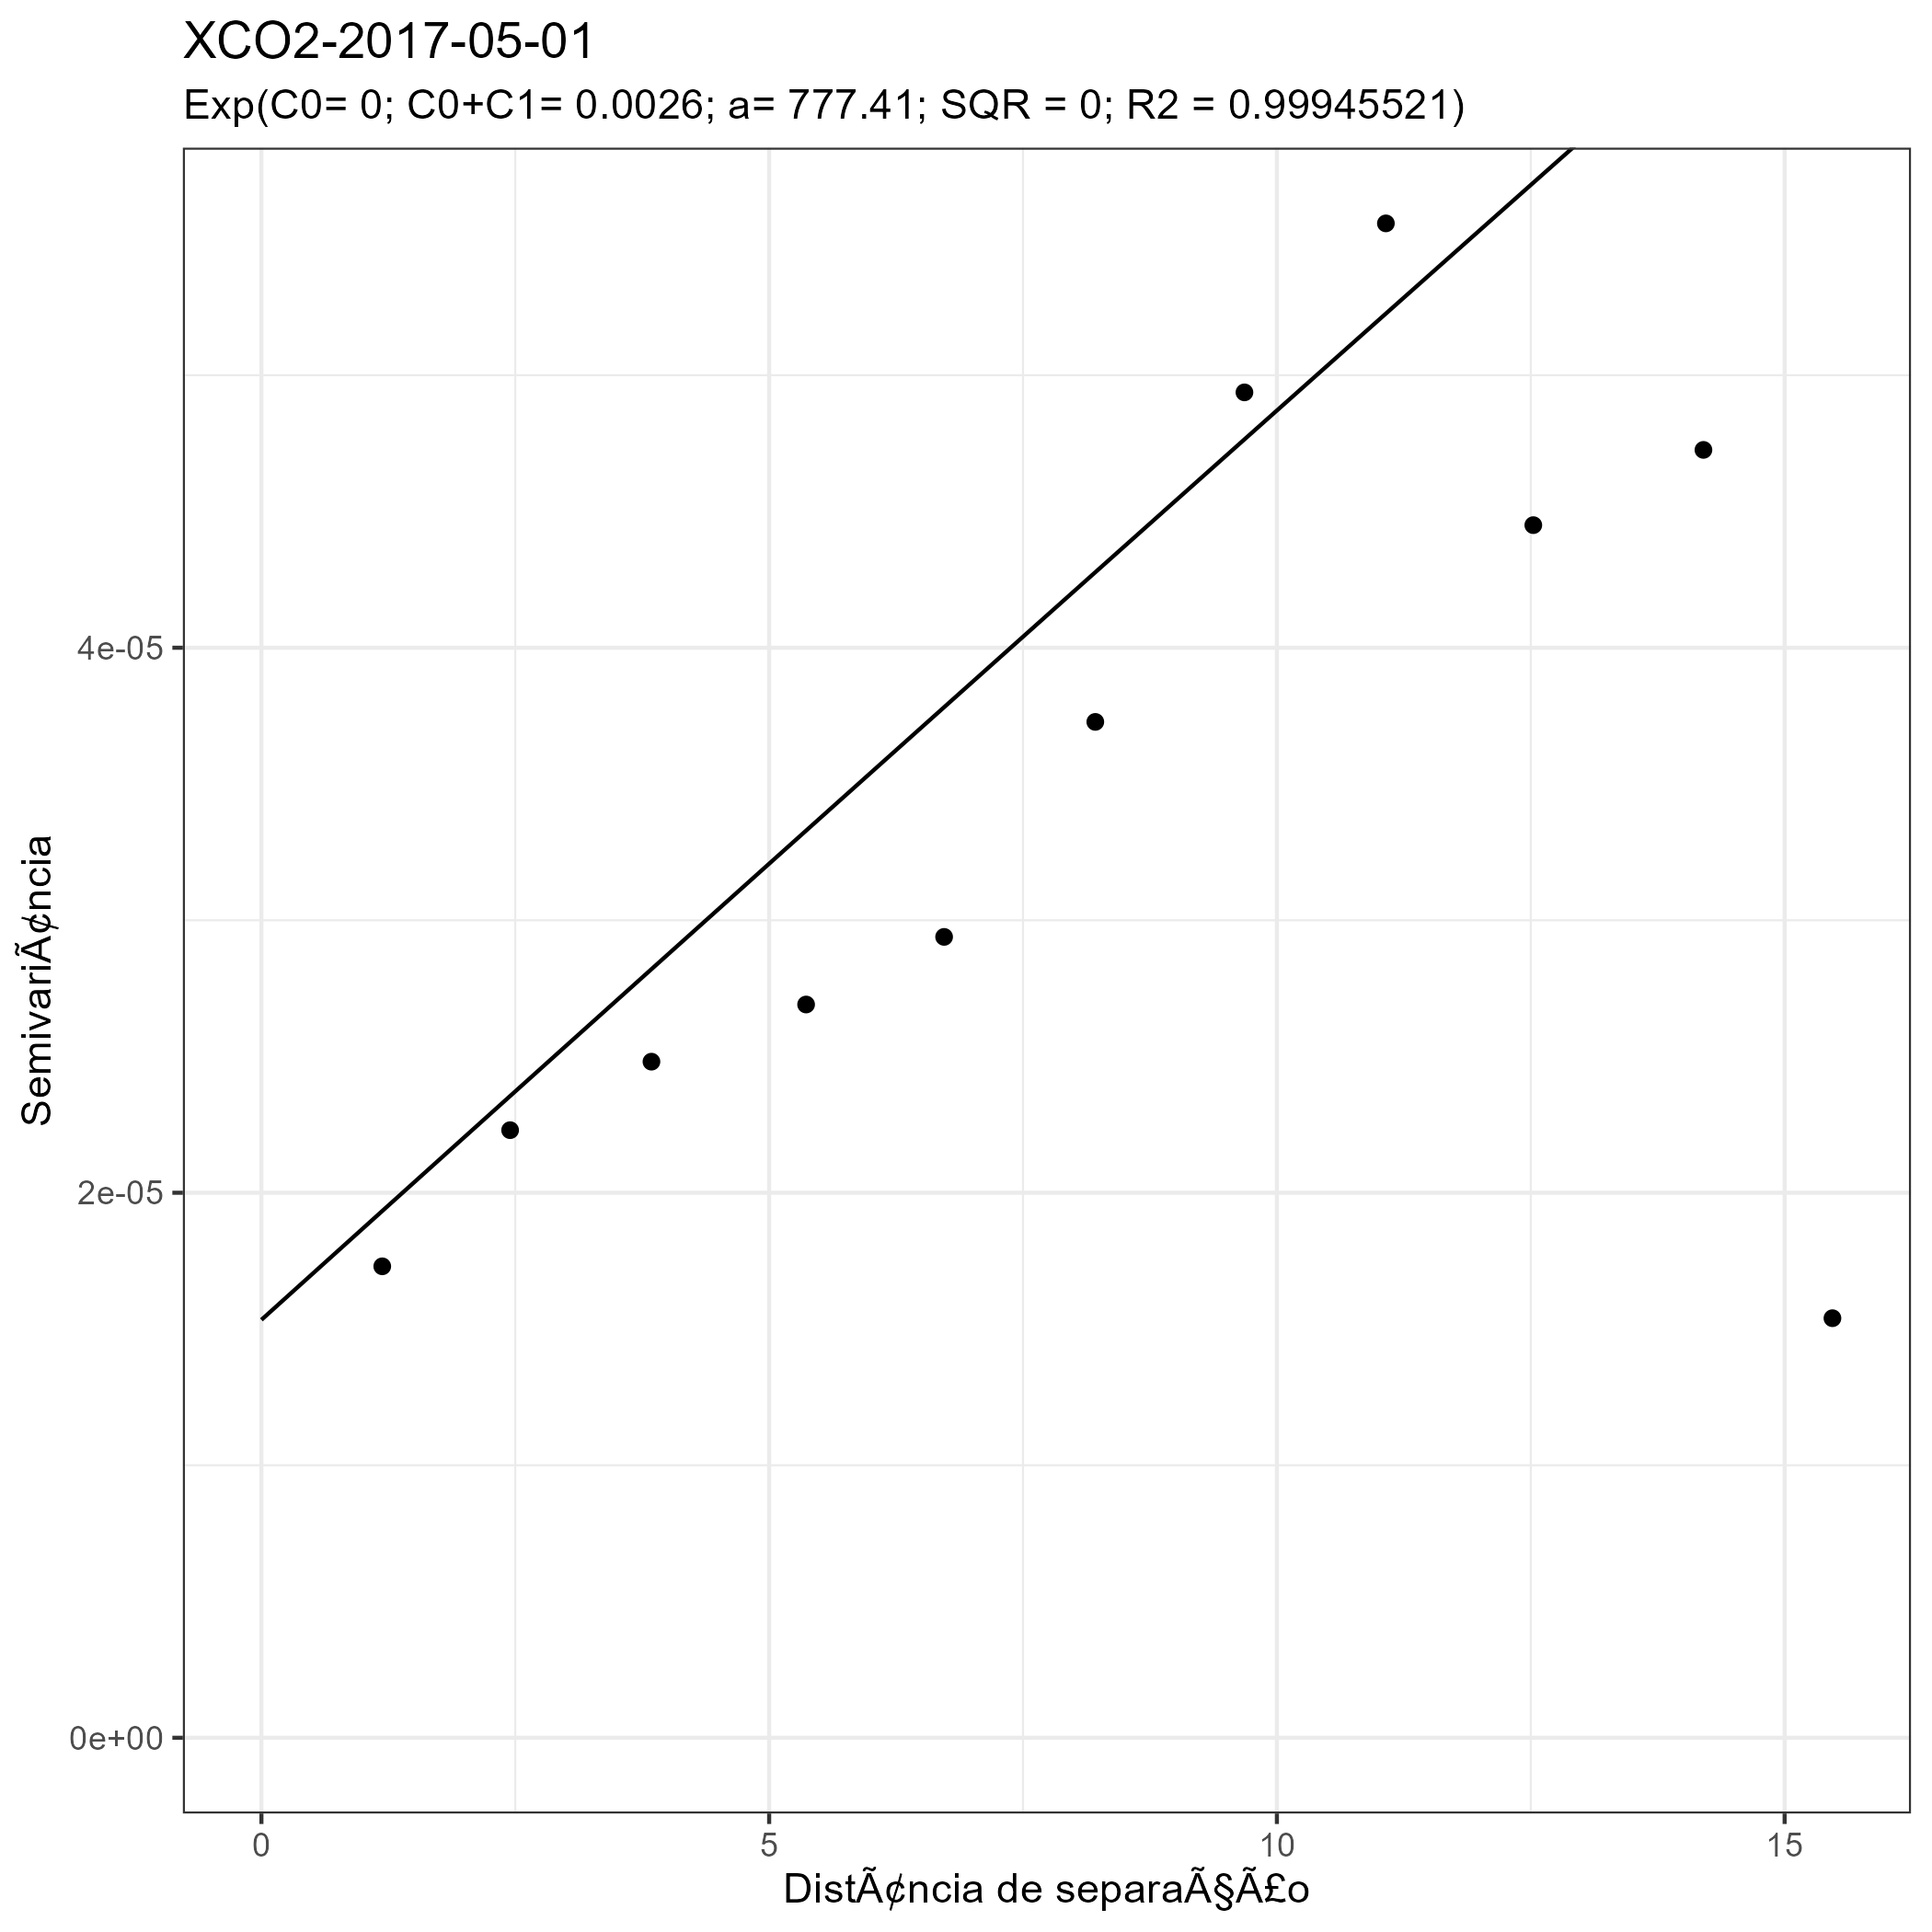 XCO2-2017-05-01
Exp(C0= 0; C0+C1= 0.0026; a= 777.41; SQR = 0; R2 = 0.99945521)
SemivariÃ¢ncia
4e-05
2e-05
0e+00
0 5 10 15
DistÃ¢ncia de separaÃ§Ã£o